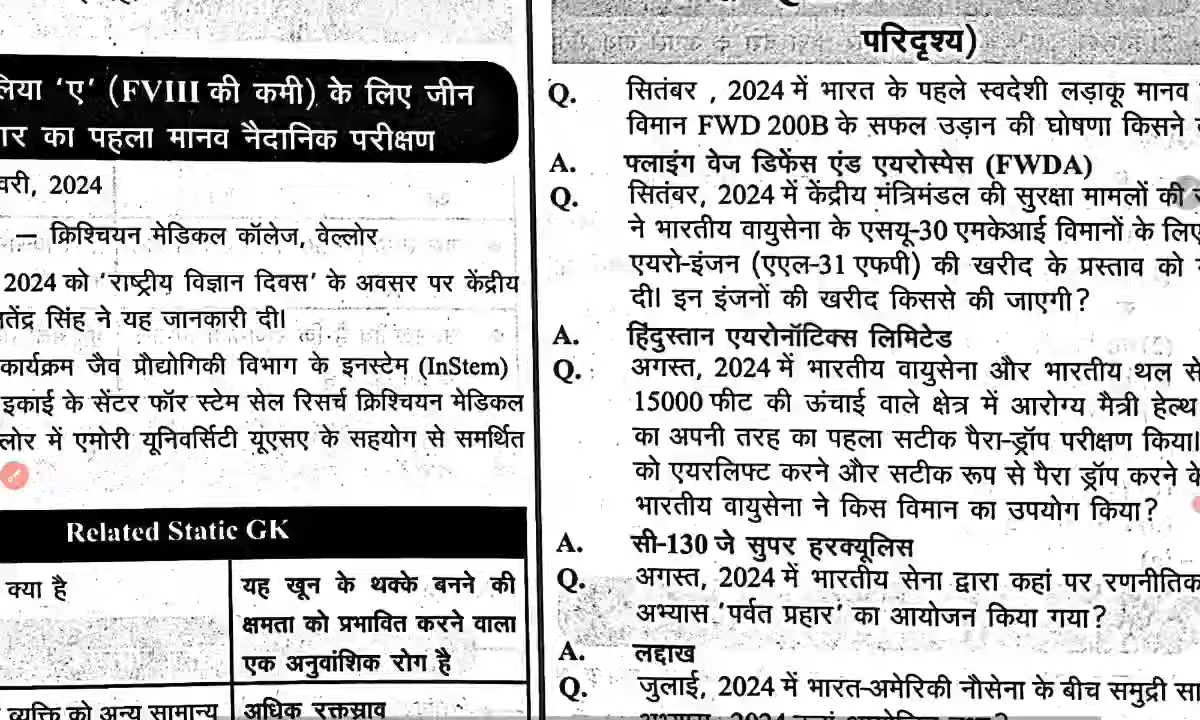 लिया ‘ए’ (FVIII की कमी) के लिए जीन
का पहला मानव नैदानिक परीक्षण
2024
— क्रिश्चियन मेडिकल कॉलेज, वेल्लोर
2024 को ‘राष्ट्रीय विज्ञान दिवस’ के अवसर पर केंद्रीय
सिंह ने यह जानकारी दी।
कार्यक्रम जैव प्रौद्योगिकी विभाग के इनस्टेम (InStem)
इकाई के सेंटर फॉर स्टेम सेल रिसर्च क्रिश्चियन मेडिकल
लोर में एमोरी यूनिवर्सिटी यूएसए के सहयोग से समर्थित
Related Static GK
क्या है
यह खून के थक्के बनने की
क्षमता को प्रभावित करने वाला
एक अनुवांशिक रोग है
व्यक्ति को अन्य सामान्य
अधिक रक्तस्राव
परिदृश्य)
Q. सितंबर , 2024 में भारत के पहले स्वदेशी लड़ाकू मानव
विमान FWD 200B के सफल उड़ान की घोषणा किसने
A. फ्लाइंग वेज डिफेंस एंड एयरोस्पेस (FWDA)
Q. सितंबर, 2024 में केंद्रीय मंत्रिमंडल की सुरक्षा मामलों की
ने भारतीय वायुसेना के एसयू-30 एमकेआई विमानों के लिए
एयरो-इंजन (एएल-31 एफपी) की खरीद के प्रस्ताव को
दी। इन इंजनों की खरीद किससे की जाएगी?
A. हिंदुस्तान एयरोनॉटिक्स लिमिटेड
Q. अगस्त, 2024 में भारतीय वायुसेना और भारतीय थल से
15000 फीट की ऊंचाई वाले क्षेत्र में आरोग्य मैत्री हेल्थ
का अपनी तरह का पहला सटीक पैरा-ड्रॉप परीक्षण किया।
को एयरलिफ्ट करने और सटीक रूप से पैरा ड्रॉप करने के
भारतीय वायुसेना ने किस विमान का उपयोग किया?
A. सी-130 जे सुपर हरक्यूलिस
Q. अगस्त, 2024 में भारतीय सेना द्वारा कहां पर रणनीतिक
अभ्यास ‘पर्वत प्रहार’ का आयोजन किया गया?
A. लद्दाख
Q. जुलाई, 2024 में भारत-अमेरिकी नौसेना के बीच समुद्री सा